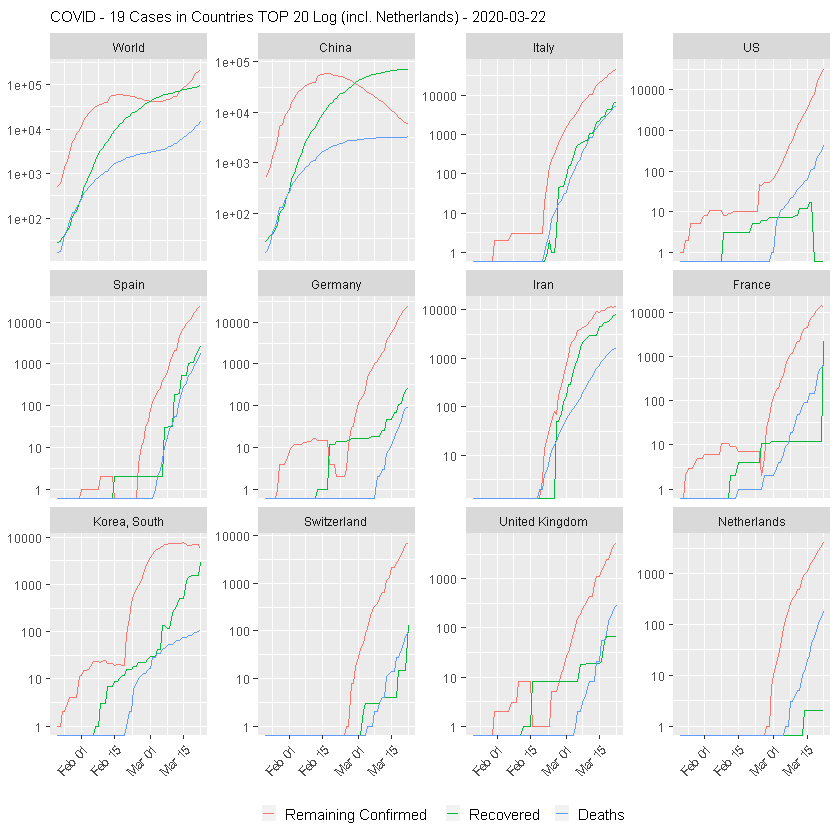 COVID - 19 Cases in Countries TOP 20 Log (incl. Netherlands) - 2020-03-22
World China Italy US
1e+05 1e+05 10000 10000
1e+04 1e+04 1000 1000
1e+03 1e+03 100 100
1e+02 1e+02 10 10
1 1
Spain Germany Iran France
10000 10000 10000 10000
1000 1000 1000 1000
100 100 100 100
10 10 10 10
1 1 1
Korea, South Switzerland United Kingdom Netherlands
10000 10000
1000 1000 1000 1000
100 100 100 100
10 10 10 10
1 1 1 1
Feb 01 Feb 15 Mar 01 Mar 15 Feb 01 Feb 15 Mar 01 Mar 15 Feb 01 Feb 15 Mar 01 Mar 15 Feb 01 Feb 15 Mar 01 Mar 15
Remaining Confirmed Recovered Deaths